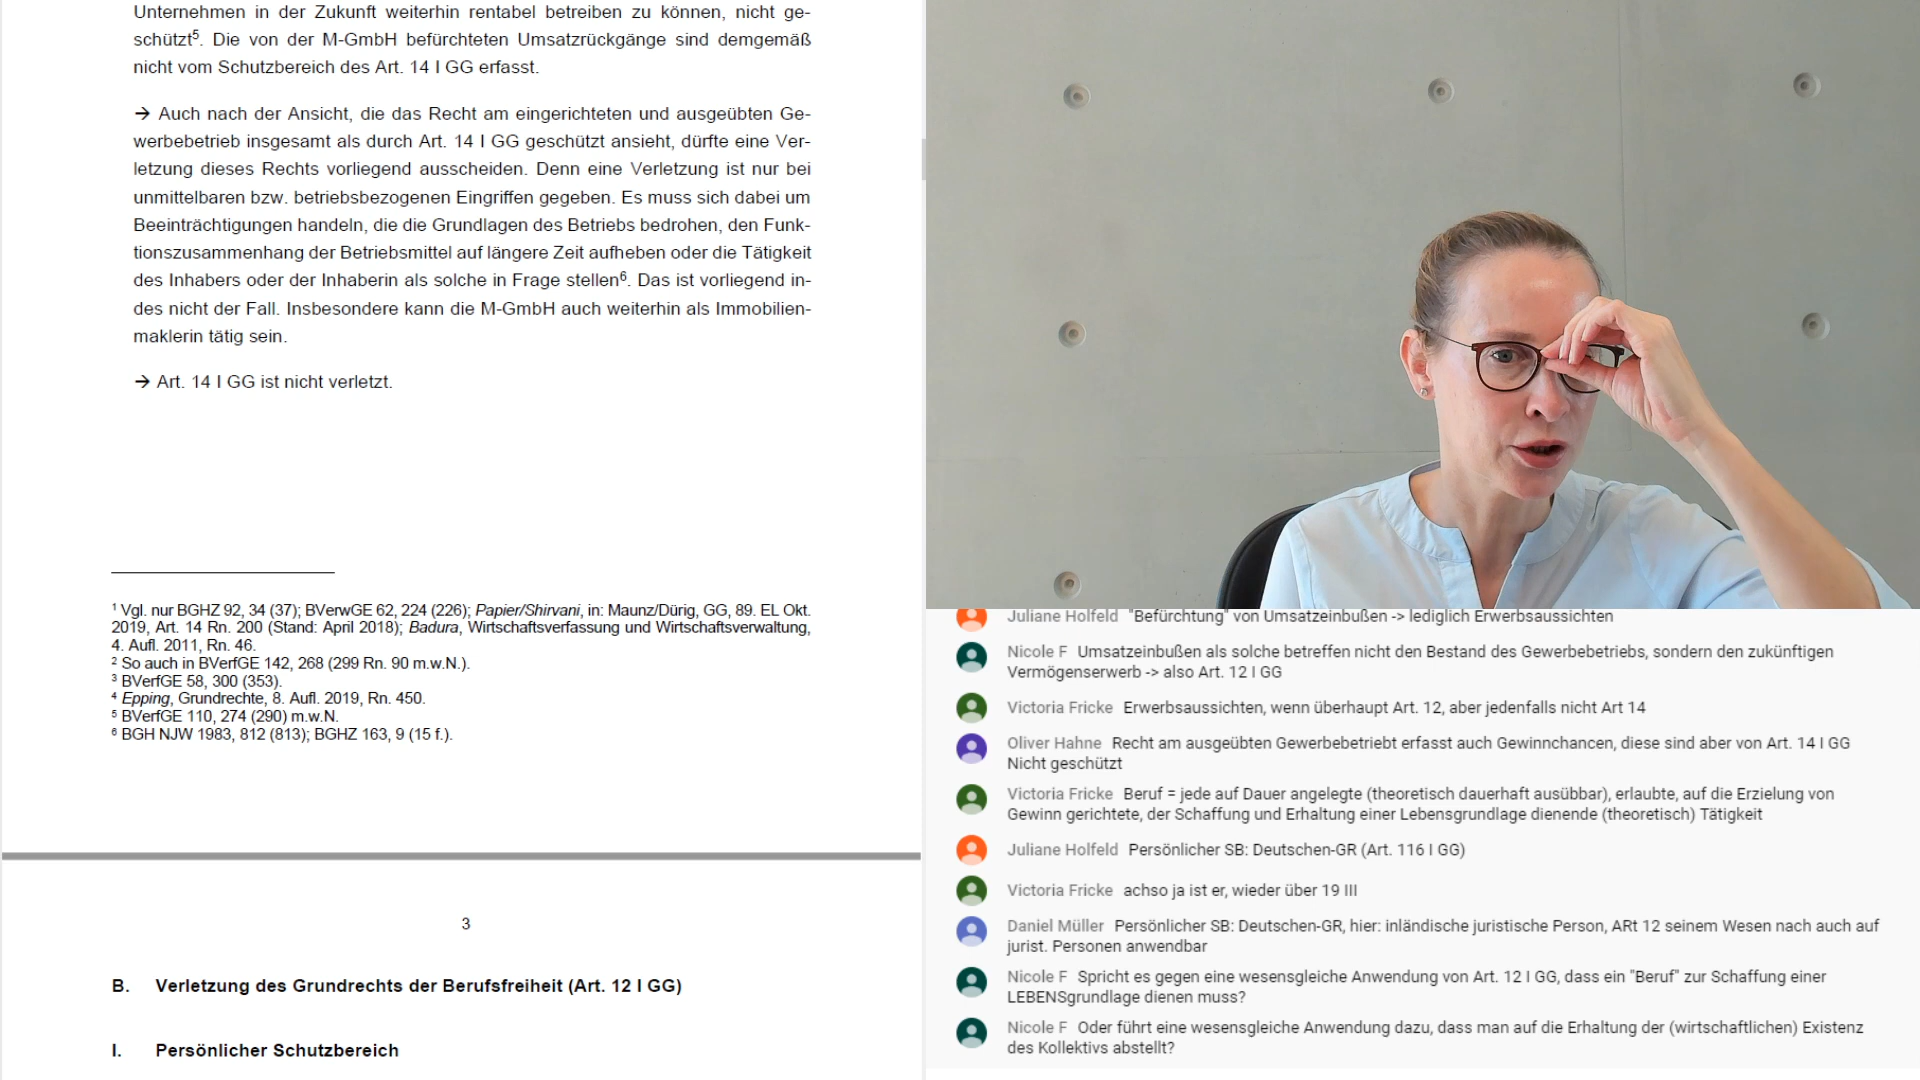 Unternehmen in der Zukunft weiterhin rentabel betreiben zu können, nicht ge-
schützt5. Die von der M-GmbH befürchteten Umsatzrückgänge sind demgemäß
nicht vom Schutzbereich des Art. 14 I GG erfasst.
→ Auch nach der Ansicht, die das Recht am eingerichteten und ausgeübten Ge-
werbebetrieb insgesamt als durch Art. 14 I GG geschützt ansieht, dürfte eine Ver-
letzung dieses Rechts vorliegend ausscheiden. Denn eine Verletzung ist nur bei
unmittelbaren bzw. betriebsbezogenen Eingriffen gegeben. Es muss sich dabei um
Beeinträchtigungen handeln, die die Grundlagen des Betriebs bedrohen, den Funk-
tionszusammenhang der Betriebsmittel auf längere Zeit aufheben oder die Tätigkeit
des Inhabers oder der Inhaberin als solche in Frage stellen6. Das ist vorliegend in-
des nicht der Fall. Insbesondere kann die M-GmbH auch weiterhin als Immobilien-
maklerin tätig sein.
→ Art. 14 I GG ist nicht verletzt.
1 Vgl. nur BGHZ 92, 34 (37); BVerwGE 62, 224 (226); Papier/Shirvani, in: Maunz/Dürig, GG, 89. EL Okt.
2019, Art. 14 Rn. 200 (Stand: April 2018); Badura, Wirtschaftsverfassung und Wirtschaftsverwaltung,
4. Aufl. 2011, Rn. 46.
2 So auch in BVerfGE 142, 268 (299 Rn. 90 m.w.N.).
3 BVerfGE 58, 300 (353).
4 Epping, Grundrechte, 8. Aufl. 2019, Rn. 450.
5 BVerfGE 110, 274 (290) m.w.N.
6 BGH NJW 1983, 812 (813); BGHZ 163, 9 (15 f.).
3
B. Verletzung des Grundrechts der Berufsfreiheit (Art. 12 I GG)
I. Persönlicher Schutzbereich
Juliane Holfeld "Befürchtung" von Umsatzeinbußen -> lediglich Erwerbsaussichten
Nicole F Umsatzeinbußen als solche betreffen nicht den Bestand des Gewerbebetriebs, sondern den zukünftigen
Vermögenserwerb -> also Art. 12 I GG
Victoria Fricke Erwerbsaussichten, wenn überhaupt Art. 12, aber jedenfalls nicht Art 14
Oliver Hahne Recht am ausgeübten Gewerbebetriebt erfasst auch Gewinnchancen, diese sind aber von Art. 14 I GG
Nicht geschützt
Victoria Fricke Beruf = jede auf Dauer angelegte (theoretisch dauerhaft ausübbar), erlaubte, auf die Erzielung von
Gewinn gerichtete, der Schaffung und Erhaltung einer Lebensgrundlage dienende (theoretisch) Tätigkeit
Juliane Holfeld Persönlicher SB: Deutschen-GR (Art. 116 I GG)
Victoria Fricke achso ja ist er, wieder über 19 III
Daniel Müller Persönlicher SB: Deutschen-GR, hier: inländische juristische Person, ARt 12 seinem Wesen nach auch auf
jurist. Personen anwendbar
Nicole F Spricht es gegen eine wesensgleiche Anwendung von Art. 12 I GG, dass ein "Beruf" zur Schaffung einer
LEBENSgrundlage dienen muss?
Nicole F Oder führt eine wesensgleiche Anwendung dazu, dass man auf die Erhaltung der (wirtschaftlichen) Existenz
des Kollektivs abstellt?